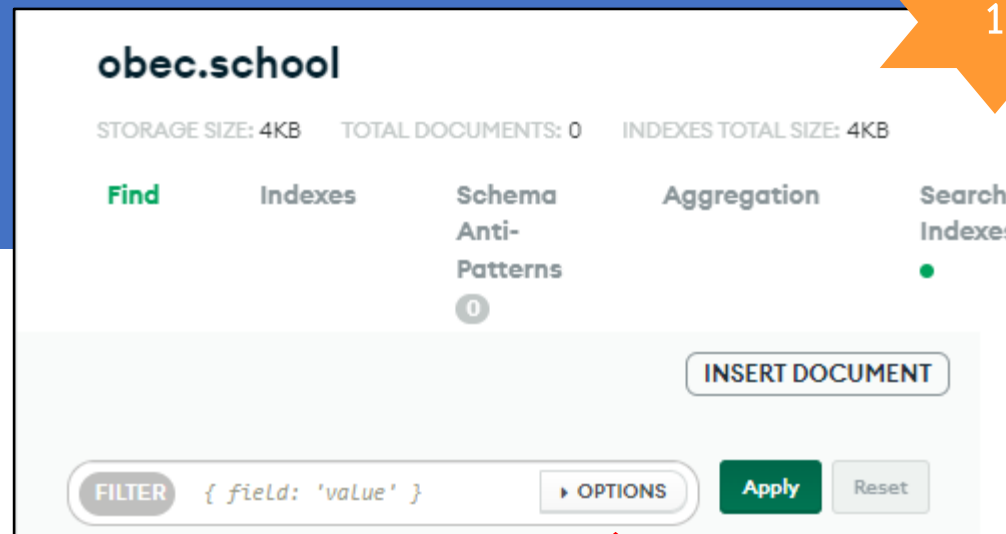 1
obec.school
STORAGE SIZE: 4KB TOTAL DOCUMENTS: 0 INDEXES TOTAL SIZE: 4KB
Find Indexes Schema Anti-Patterns 0 Aggregation Search Indexes
INSERT DOCUMENT
FILTER { field: 'value' } ▸ OPTIONS Apply Reset